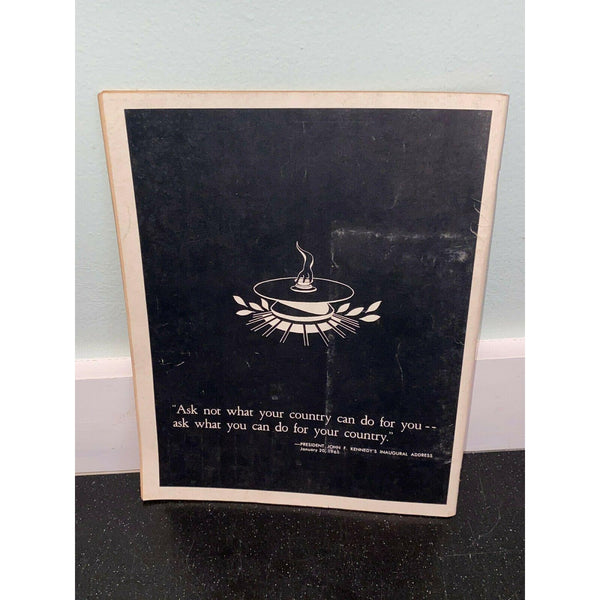 "Ask not what your country can do for you--
ask what you can do for your country."
—PRESIDENT JOHN F. KENNEDY'S INAUGURAL ADDRESS
January 20,